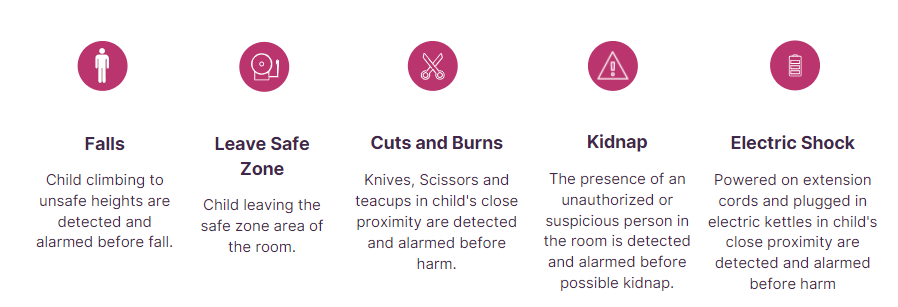 Falls
Child climbing to
unsafe heights are
detected and
alarmed before fall.
Leave Safe
Zone
Child leaving the
safe zone area of
the room.
Cuts and Burns
Knives, Scissors and
teacups in child's close
proximity are detected
and alarmed before
harm.
Kidnap
The presence of an
unauthorized or
suspicious person in
the room is detected
and alarmed before
possible kidnap.
Electric Shock
Powered on extension
cords and plugged in
electric kettles in child's
close proximity are
detected and alarmed
before harm